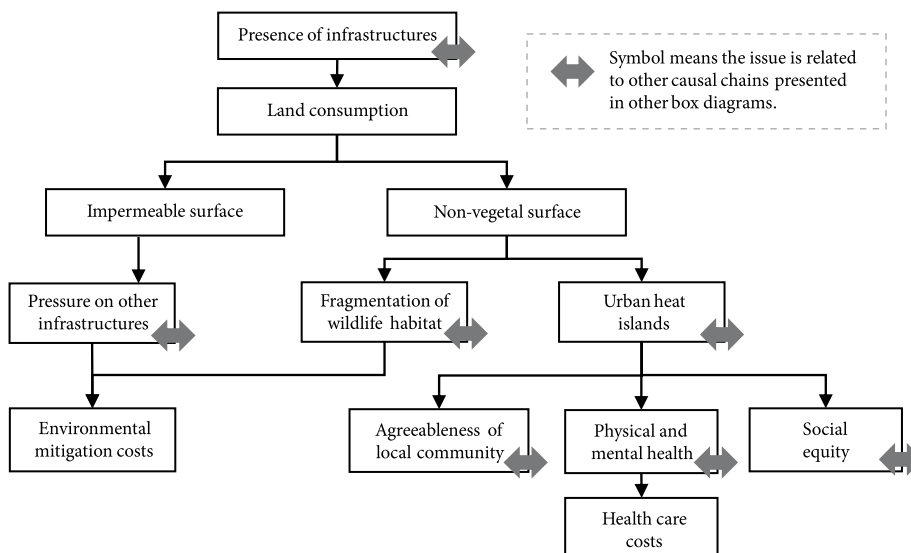 Presence of infrastructures
Symbol means the issue is related
to other causal chains presented
in other box diagrams.
Land consumption
Impermeable surface
Non-vegetal surface
Pressure on other
infrastructures
Fragmentation of
wildlife habitat
Urban heat
islands
Environmental
mitigation costs
Agreeableness of
local community
Physical and
mental health
Social
equity
Health care
costs